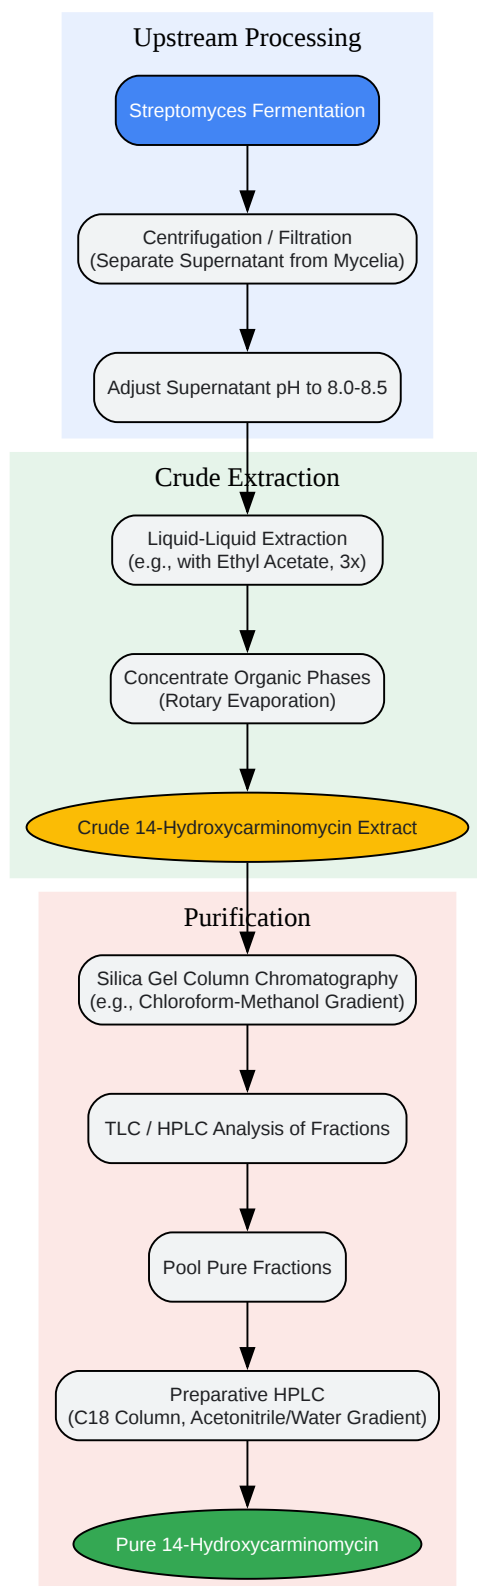 Upstream Processing
Streptomyces Fermentation
Centrifugation / Filtration
(Separate Supernatant from Mycelia)
Adjust Supernatant pH to 8.0-8.5
Crude Extraction
Liquid-Liquid Extraction
(e.g., with Ethyl Acetate, 3x)
Concentrate Organic Phases
(Rotary Evaporation)
Crude 14-Hydroxycarminomycin Extract
Purification
Silica Gel Column Chromatography
(e.g., Chloroform-Methanol Gradient)
TLC / HPLC Analysis of Fractions
Pool Pure Fractions
Preparative HPLC
(C18 Column, Acetonitrile/Water Gradient)
Pure 14-Hydroxycarminomycin